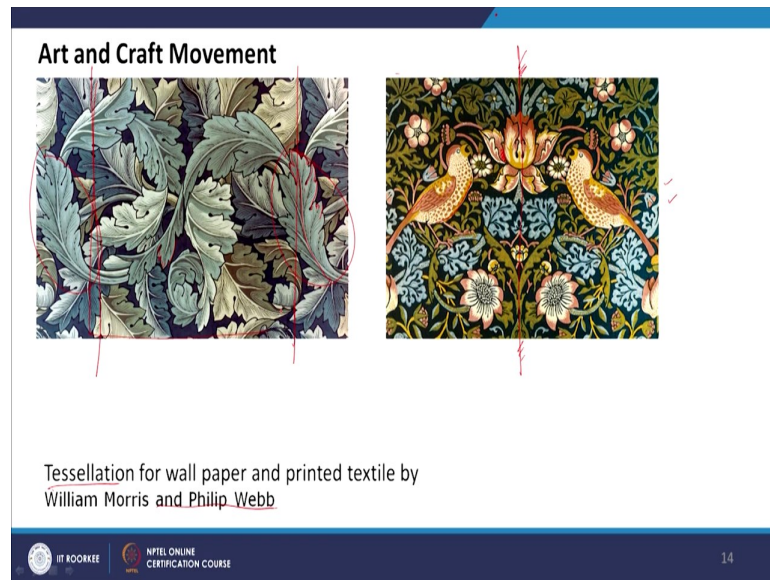 Art and Craft Movement
Tessellation for wall paper and printed textile by
William Morris and Philip Webb
IIT ROORKEE
NPTEL ONLINE
CERTIFICATION COURSE
NPTEL
14